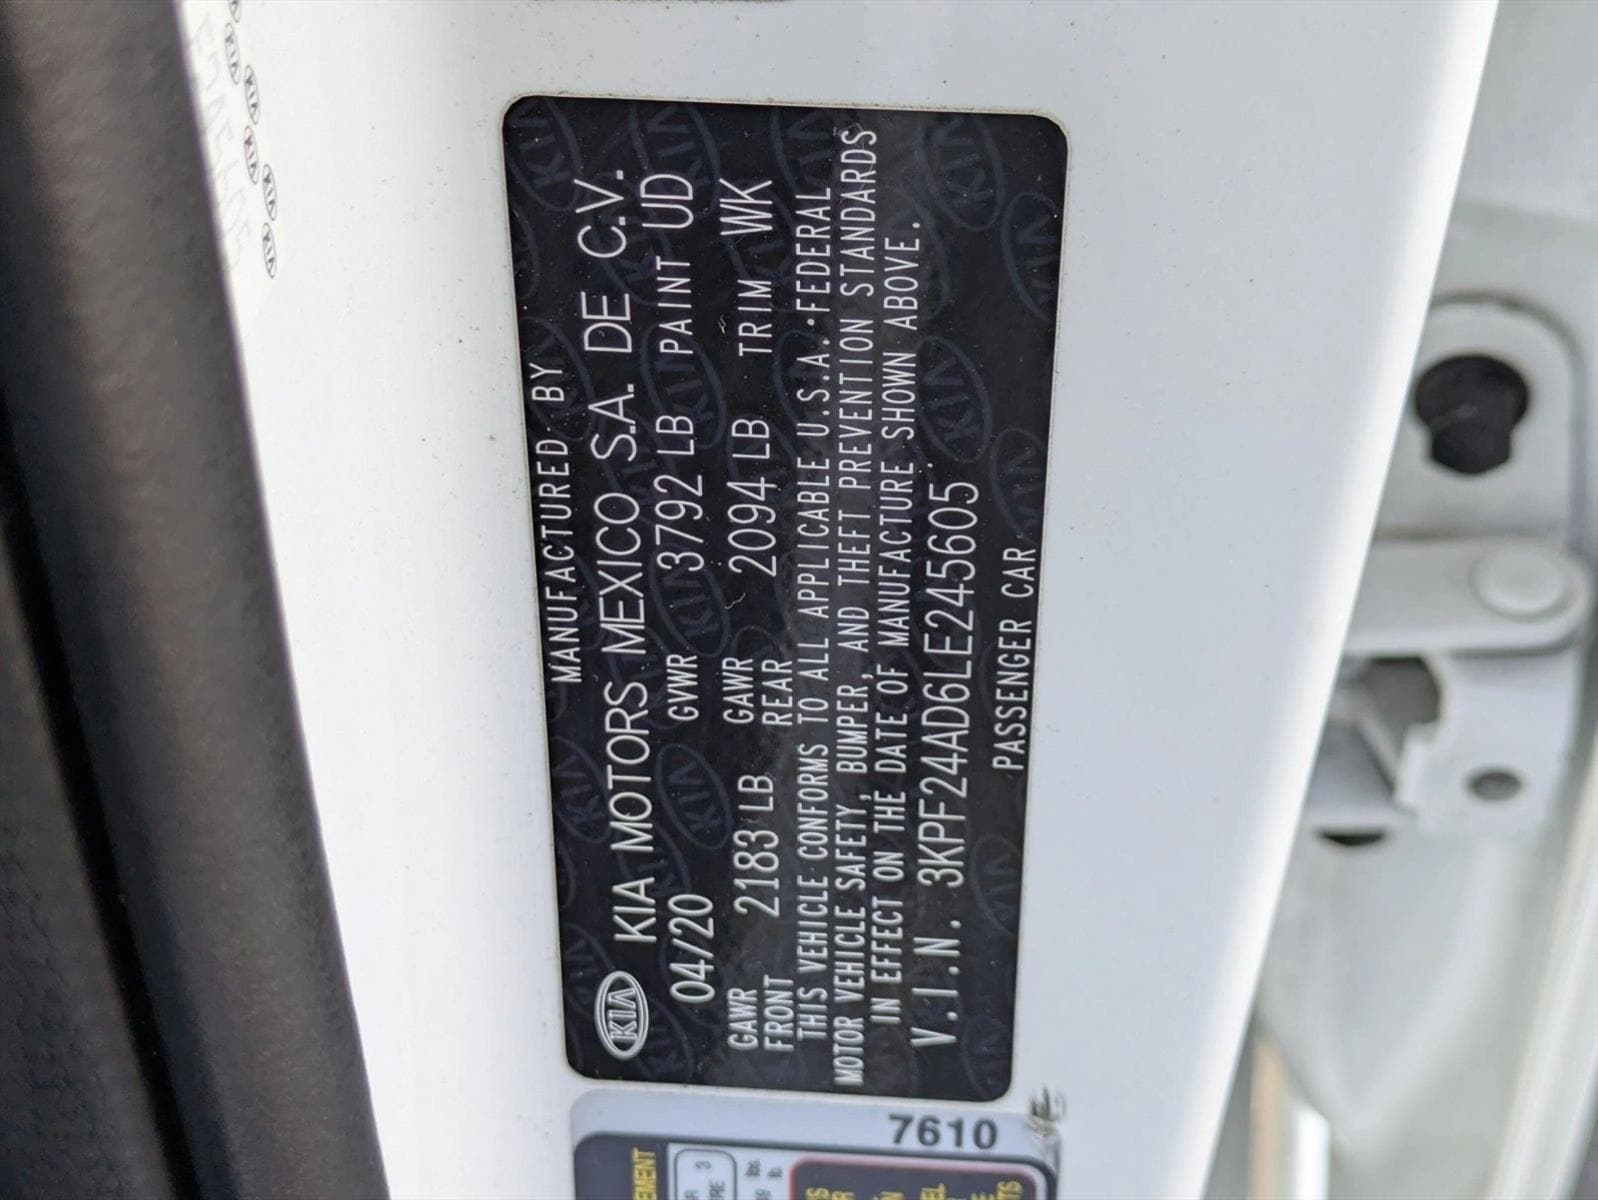 MANUFACTURED BY
KIA KIA MOTORS MEXICO S.A. DE C.V.
04/20 GVWR 3792 LB PAINT UD
GAWR FRONT 2183 LB GAWR REAR 2094 LB TRIM WK
THIS VEHICLE CONFORMS TO ALL APPLICABLE U.S.A. FEDERAL
MOTOR VEHICLE SAFETY, BUMPER, AND THEFT PREVENTION STANDARDS
IN EFFECT ON THE DATE OF MANUFACTURE SHOWN ABOVE.
V.I.N. 3KPF24AD6LE245605
PASSENGER CAR
7610